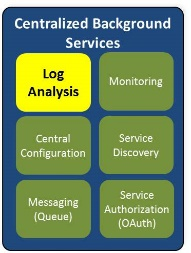 Centralized Background
Services
Log
Analysis
Monitoring
Central
Configuration
Service
Discovery
Messaging
(Queue)
Service
Authorization
(OAuth)